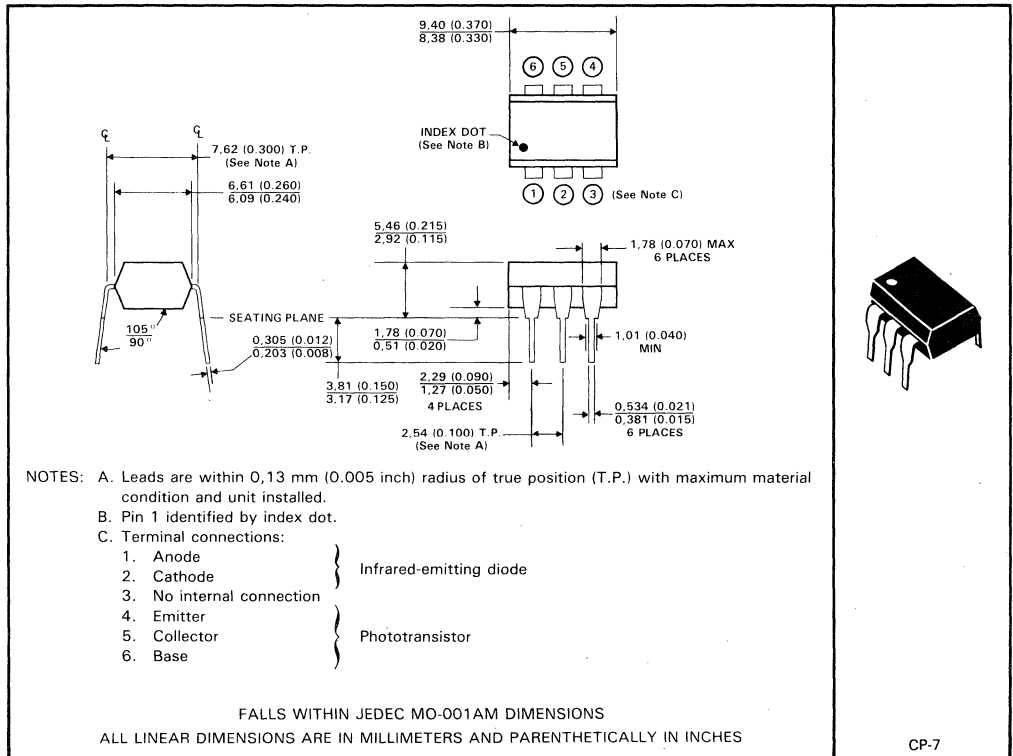 9,40 (0.370)
8,38 (0.330)
6 5 4
INDEX DOT
(See Note B)
1 2 3 (See Note C)
℄ ℄
7,62 (0.300) T.P.
(See Note A)
6,61 (0.260)
6,09 (0.240)
5,46 (0.215)
2,92 (0.115)
1,78 (0.070) MAX
6 PLACES
SEATING PLANE
105°
90°
0,305 (0.012)
0,203 (0.008)
1,78 (0.070)
0,51 (0.020)
1,01 (0.040)
MIN
3,81 (0.150)
3,17 (0.125)
2,29 (0.090)
1,27 (0.050)
4 PLACES
0,534 (0.021)
0,381 (0.015)
6 PLACES
2,54 (0.100) T.P.
(See Note A)
NOTES: A. Leads are within 0,13 mm (0.005 inch) radius of true position (T.P.) with maximum material
condition and unit installed.
B. Pin 1 identified by index dot.
C. Terminal connections:
1. Anode
2. Cathode
Infrared-emitting diode
3. No internal connection
4. Emitter
5. Collector
Phototransistor
6. Base
FALLS WITHIN JEDEC MO-001AM DIMENSIONS
ALL LINEAR DIMENSIONS ARE IN MILLIMETERS AND PARENTHETICALLY IN INCHES
CP-7